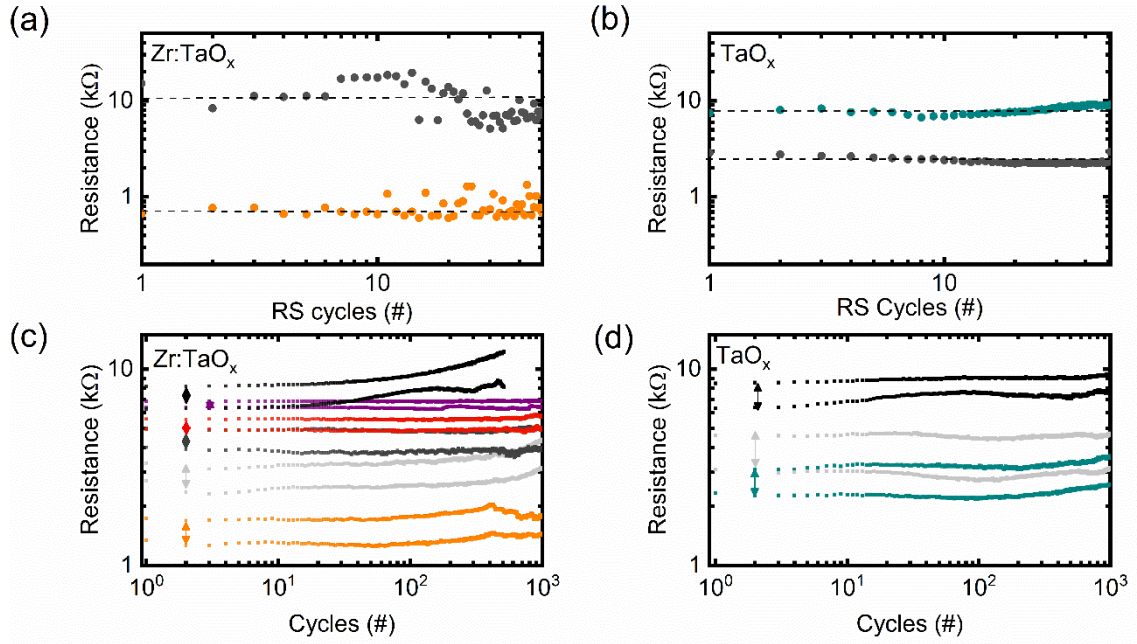 (a)
Zr:TaOₓ
Resistance (kΩ)
10
1
1
10
RS cycles (#)
(b)
TaOₓ
Resistance (kΩ)
10
1
1
10
RS Cycles (#)
(c)
Zr:TaOₓ
Resistance (kΩ)
10
1
10⁰
10¹
10²
10³
Cycles (#)
(d)
TaOₓ
Resistance (kΩ)
10
1
10⁰
10¹
10²
10³
Cycles (#)